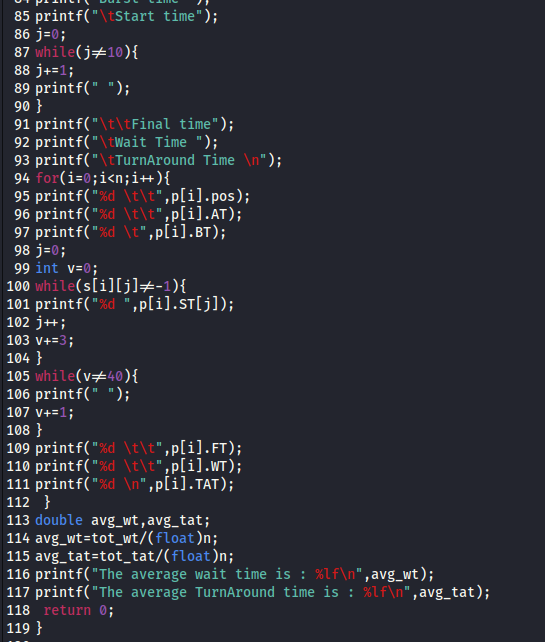 84 printf("Burst time");
85 printf("\tStart time");
86 j=0;
87 while(j≠10){
88 j+=1;
89 printf(" ");
90 }
91 printf("\t\tFinal time");
92 printf("\tWait Time ");
93 printf("\tTurnAround Time \n");
94 for(i=0;i<n;i++){
95 printf("%d \t\t",p[i].pos);
96 printf("%d \t\t",p[i].AT);
97 printf("%d \t",p[i].BT);
98 j=0;
99 int v=0;
100 while(s[i][j]≠-1){
101 printf("%d ",p[i].ST[j]);
102 j++;
103 v+=3;
104 }
105 while(v≠40){
106 printf(" ");
107 v+=1;
108 }
109 printf("%d \t\t",p[i].FT);
110 printf("%d \t\t",p[i].WT);
111 printf("%d \n",p[i].TAT);
112 }
113 double avg_wt,avg_tat;
114 avg_wt=tot_wt/(float)n;
115 avg_tat=tot_tat/(float)n;
116 printf("The average wait time is : %lf\n",avg_wt);
117 printf("The average TurnAround time is : %lf\n",avg_tat);
118 return 0;
119 }